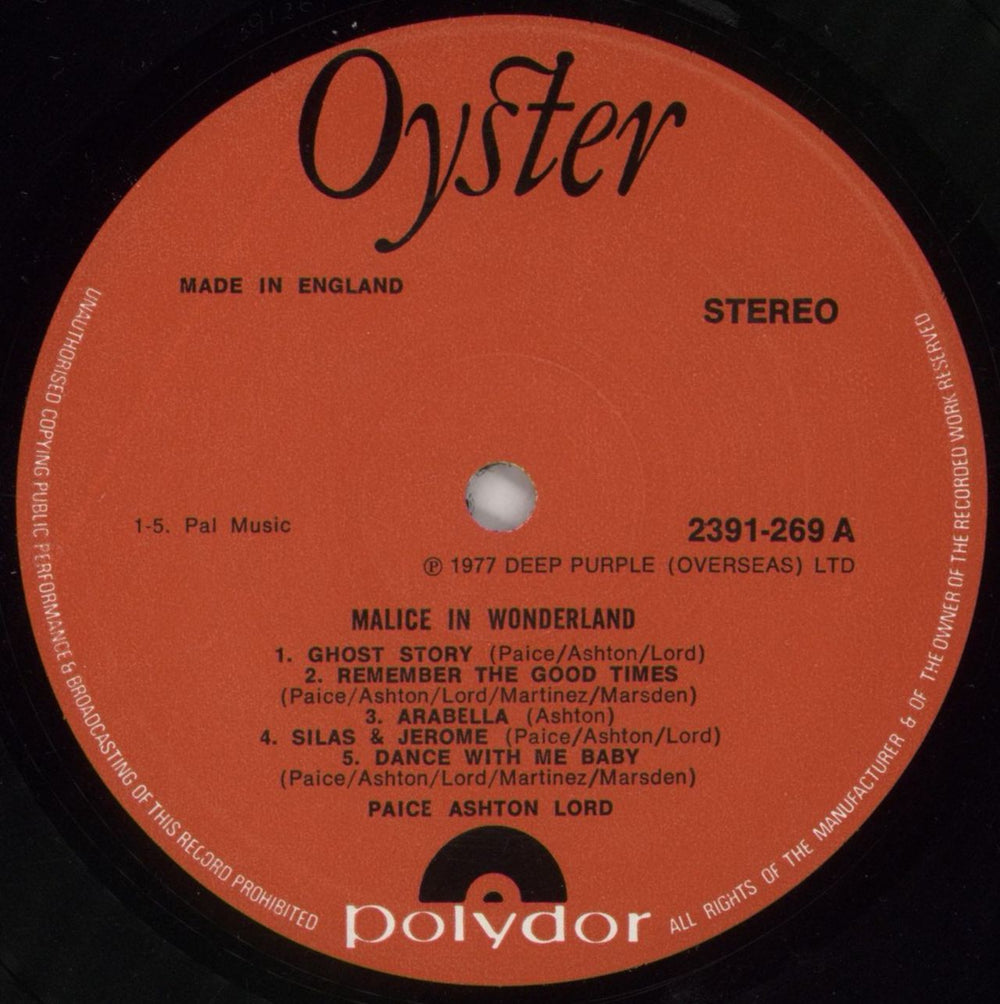 Oyster
MADE IN ENGLAND
STEREO
1-5. Pal Music
2391-269 A
℗ 1977 DEEP PURPLE (OVERSEAS) LTD
MALICE IN WONDERLAND
1. GHOST STORY (Paice/Ashton/Lord)
2. REMEMBER THE GOOD TIMES
(Paice/Ashton/Lord/Martinez/Marsden)
3. ARABELLA (Ashton)
4. SILAS & JEROME (Paice/Ashton/Lord)
5. DANCE WITH ME BABY
(Paice/Ashton/Lord/Martinez/Marsden)
PAICE ASHTON LORD
polydor
UNAUTHORISED COPYING PUBLIC PERFORMANCE & BROADCASTING OF THIS RECORD PROHIBITED
ALL RIGHTS OF THE MANUFACTURER & OF THE OWNER OF THE RECORDED WORK RESERVED